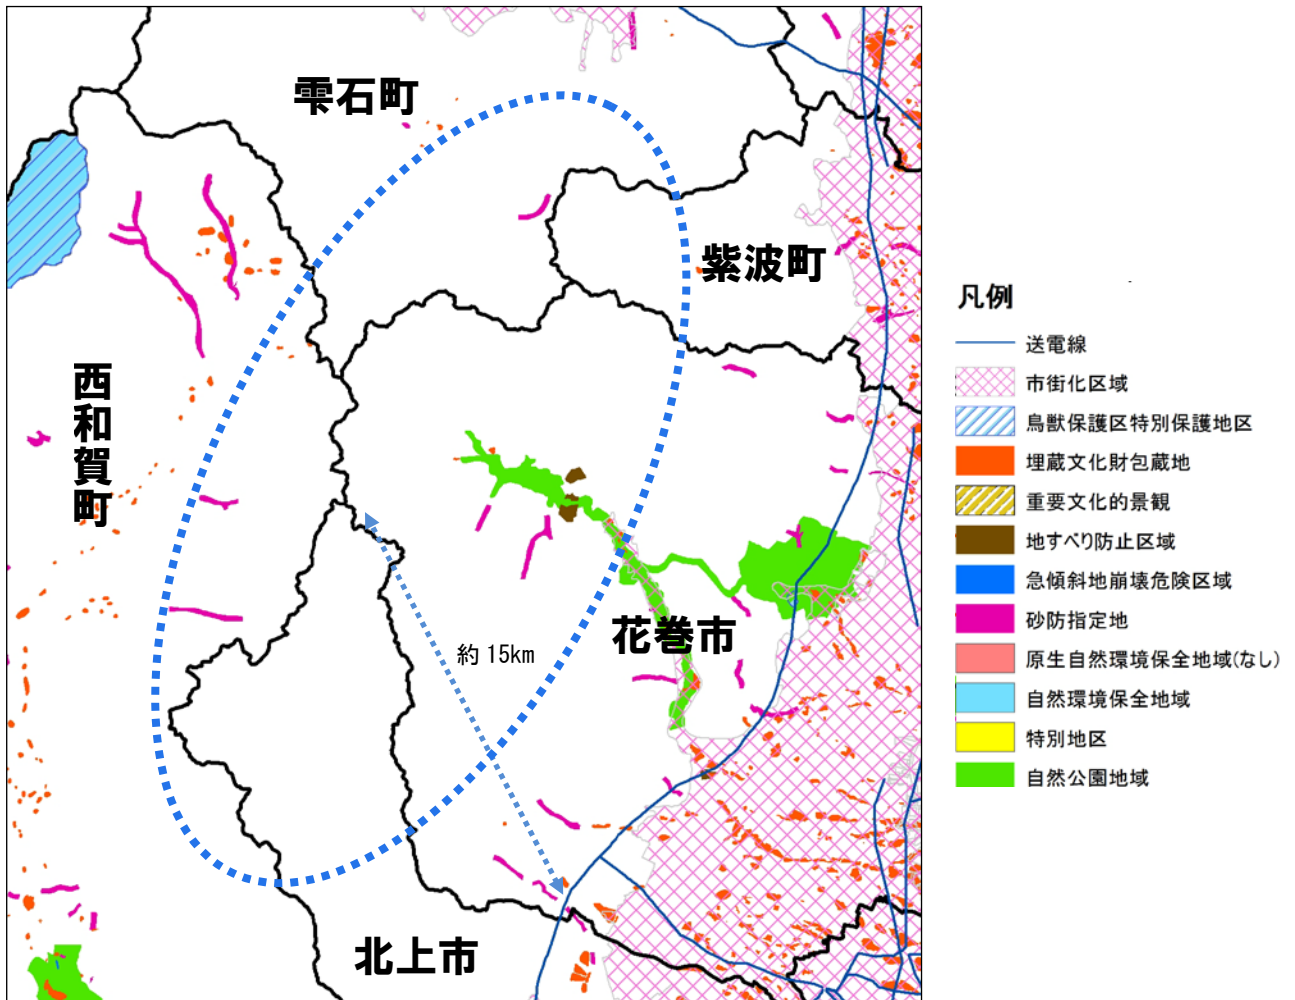 雫石町
紫波町
西和賀町
約15km
花巻市
北上市
凡例
送電線
市街化区域
鳥獣保護区特別保護地区
埋蔵文化財包蔵地
重要文化的景観
地すべり防止区域
急傾斜地崩壊危険区域
砂防指定地
原生自然環境保全地域(なし)
自然環境保全地域
特別地区
自然公園地域